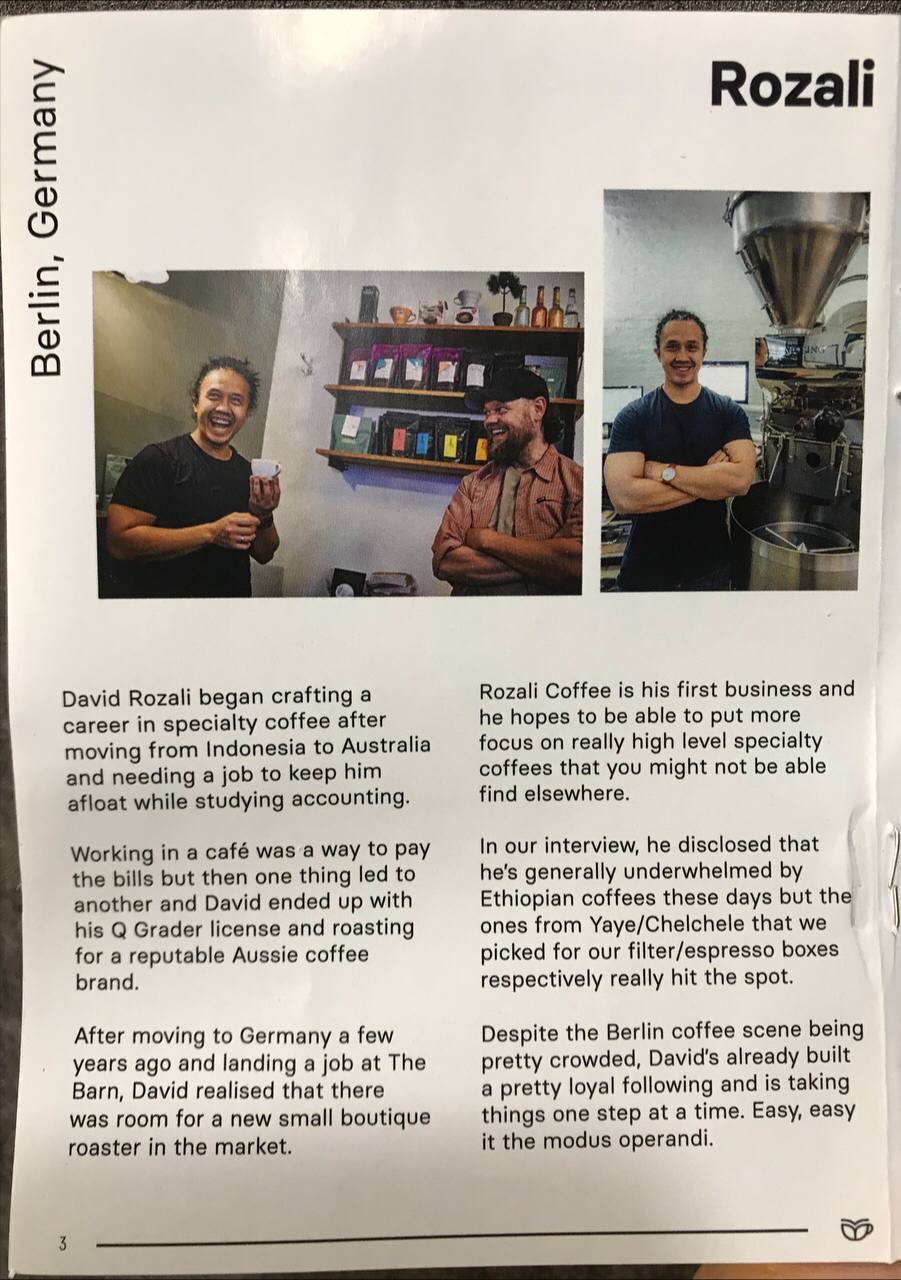 Berlin, Germany
Rozali
David Rozali began crafting a
career in specialty coffee after
moving from Indonesia to Australia
and needing a job to keep him
afloat while studying accounting.
Working in a café was a way to pay
the bills but then one thing led to
another and David ended up with
his Q Grader license and roasting
for a reputable Aussie coffee
brand.
After moving to Germany a few
years ago and landing a job at The
Barn, David realised that there
was room for a new small boutique
roaster in the market.
Rozali Coffee is his first business and
he hopes to be able to put more
focus on really high level specialty
coffees that you might not be able
find elsewhere.
In our interview, he disclosed that
he's generally underwhelmed by
Ethiopian coffees these days but the
ones from Yaye/Chelchele that we
picked for our filter/espresso boxes
respectively really hit the spot.
Despite the Berlin coffee scene being
pretty crowded, David's already built
a pretty loyal following and is taking
things one step at a time. Easy, easy
it the modus operandi.
3